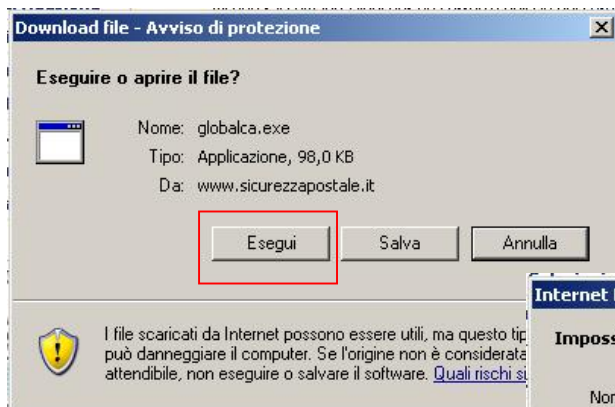 Download file - Avviso di protezione
Eseguire o aprire il file?
Nome: globalca.exe
Tipo: Applicazione, 98,0 KB
Da: www.sicurezzapostale.it
Esegui Salva Annulla
Internet
Imposs
I file scaricati da Internet possono essere utili, ma questo tip
può danneggiare il computer. Se l'origine non è considerata
attendibile, non eseguire o salvare il software. Quali rischi si
Nor